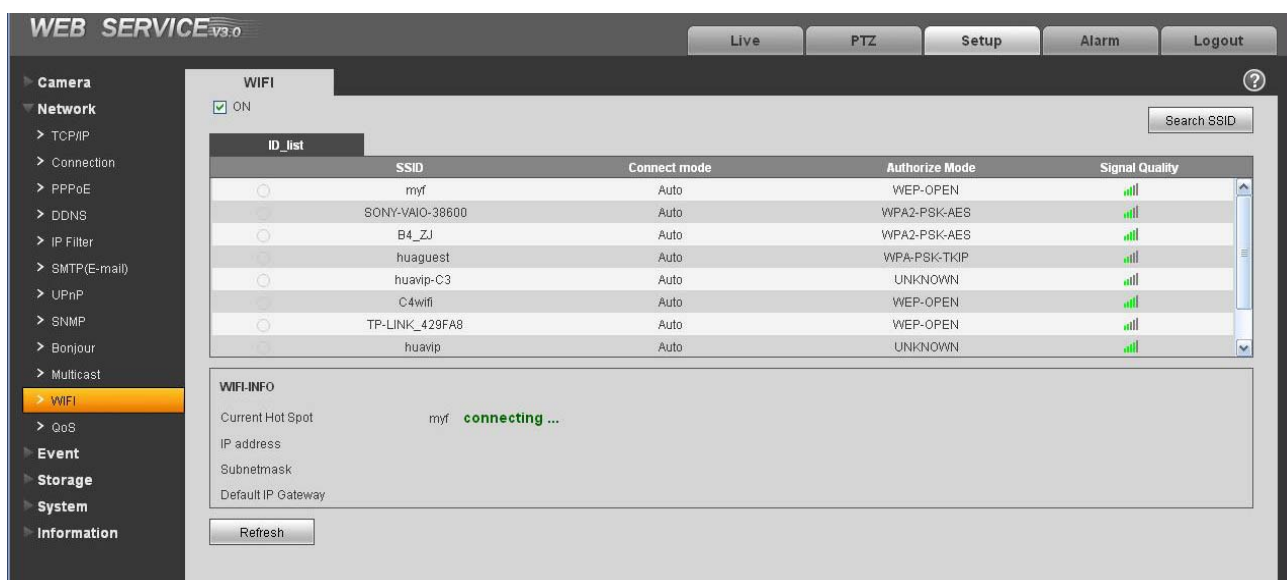 WEB SERVICE V3.0
Live PTZ Setup Alarm Logout
Camera
Network
TCP/IP
Connection
PPPoE
DDNS
IP Filter
SMTP(E-mail)
UPnP
SNMP
Bonjour
Multicast
WIFI
QoS
Event
Storage
System
Information
WIFI
?
ON
Search SSID
ID_list
SSID Connect mode Authorize Mode Signal Quality
myf Auto WEP-OPEN
SONY-VAIO-38600 Auto WPA2-PSK-AES
B4_ZJ Auto WPA2-PSK-AES
huaguest Auto WPA-PSK-TKIP
huavip-C3 Auto UNKNOWN
C4wifi Auto WEP-OPEN
TP-LINK_429FA8 Auto WEP-OPEN
huavip Auto UNKNOWN
WIFI-INFO
Current Hot Spot myf connecting ...
IP address
Subnetmask
Default IP Gateway
Refresh